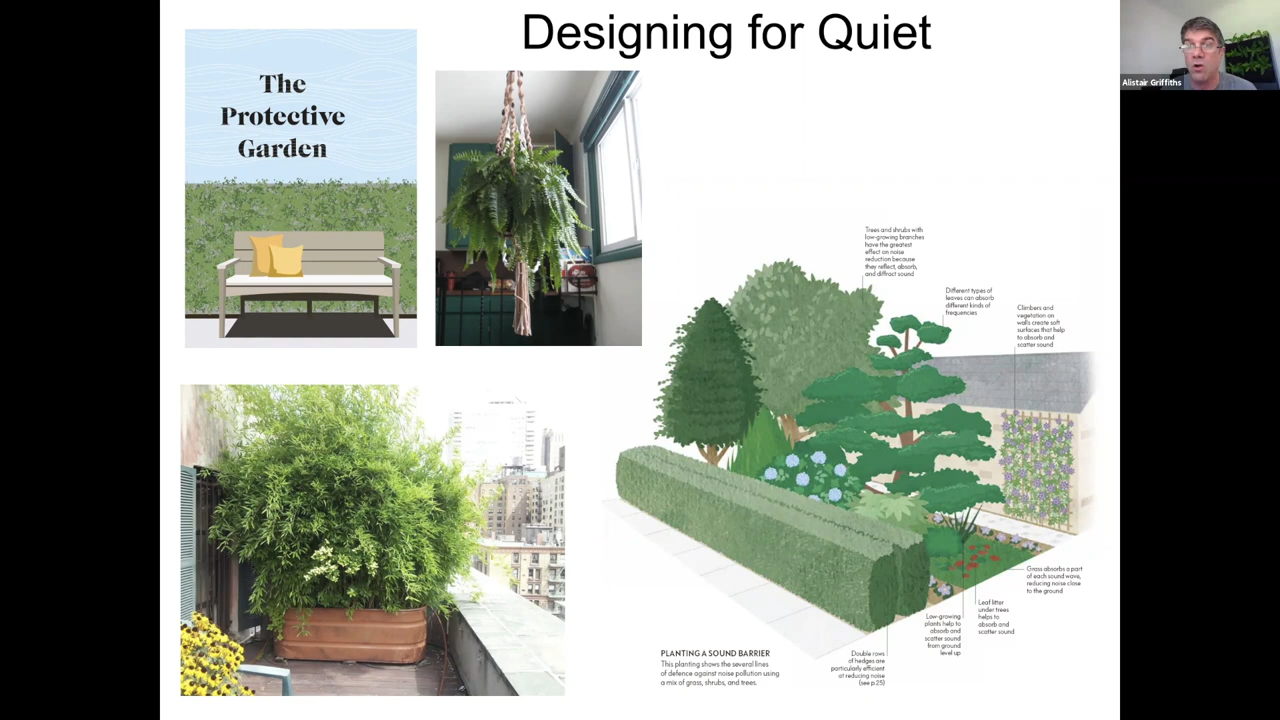 Designing for Quiet
The
Protective
Garden
Alistair Griffiths
Trees and shrubs with
low-growing branches
have the greatest
effect on noise
reduction because
they reflect, absorb,
and diffract sound
Different types of
leaves can absorb
different kinds of
frequencies
Climbers and
vegetation on
walls create soft
surfaces that help
to absorb and
scatter sound
Grass absorbs a part
of each sound wave,
reducing noise close
to the ground
Leaf litter
under trees
helps to
absorb and
scatter sound
Low-growing
plants help to
absorb and
scatter sound
from ground
level up
Double rows
of hedges are
particularly efficient
at reducing noise
(see p.25)
PLANTING A SOUND BARRIER
This planting shows the several lines
of defence against noise pollution using
a mix of grass, shrubs, and trees.